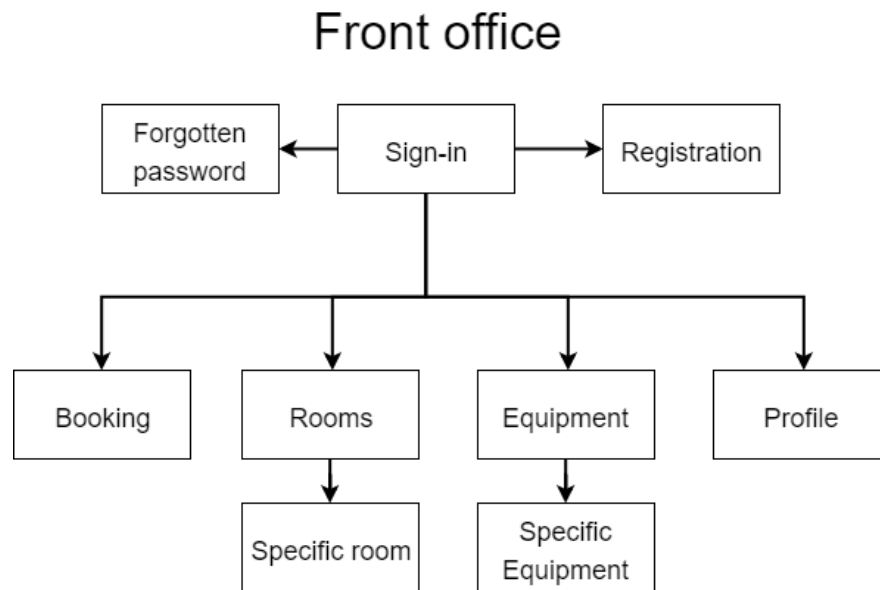 Front office
Forgotten
password
Sign-in
Registration
Booking
Rooms
Equipment
Profile
Specific room
Specific
Equipment